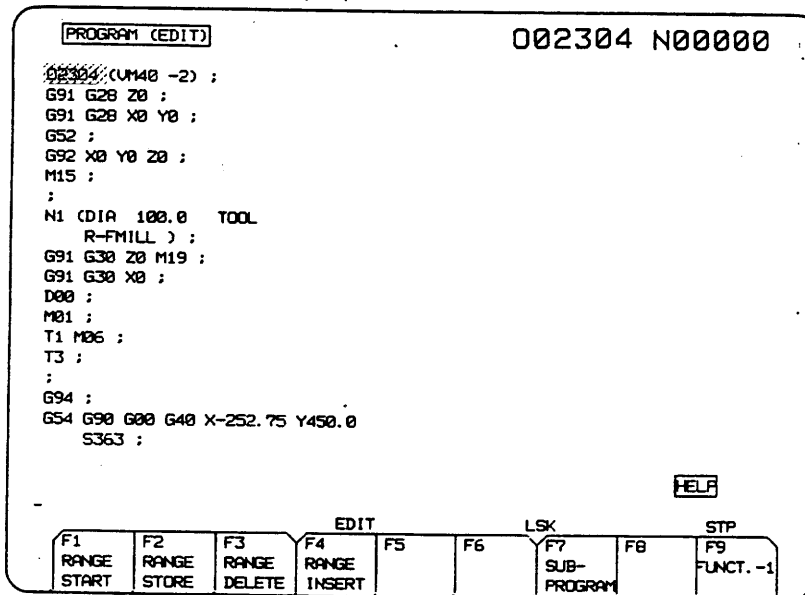 PROGRAM (EDIT)
O02304 N00000
O2304 (VM40 -2) ;
G91 G28 Z0 ;
G91 G28 X0 Y0 ;
G52 ;
G92 X0 Y0 Z0 ;
M15 ;
;
N1 (DIA 100.0 TOOL
R-FMILL ) ;
G91 G30 Z0 M19 ;
G91 G30 X0 ;
D00 ;
M01 ;
T1 M06 ;
T3 ;
;
G94 ;
G54 G90 G00 G40 X-252.75 Y450.0
S363 ;
HELP
_
EDIT LSK STP
F1 F2 F3 F4 F5 F6 F7 F8 F9
RANGE RANGE RANGE RANGE SUB- FUNCT.-1
START STORE DELETE INSERT PROGRAM